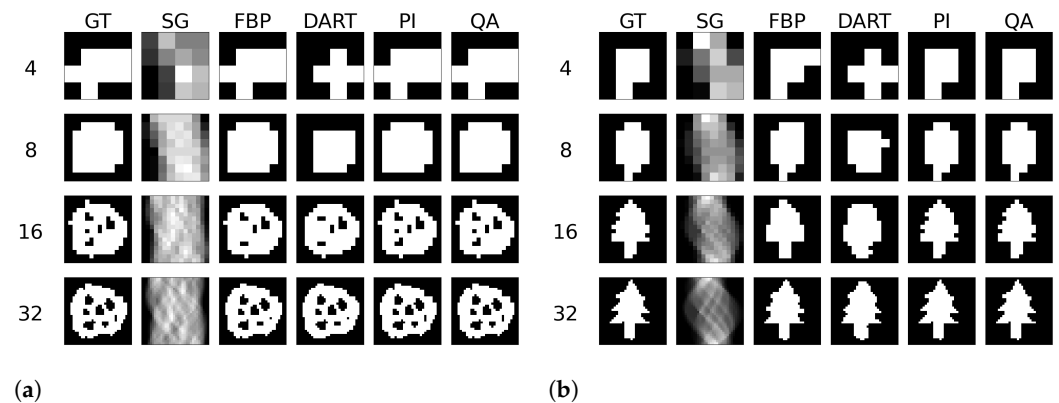 GT SG FBP DART PI QA GT SG FBP DART PI QA
4 4
8 8
16 16
32 32
(a) (b)